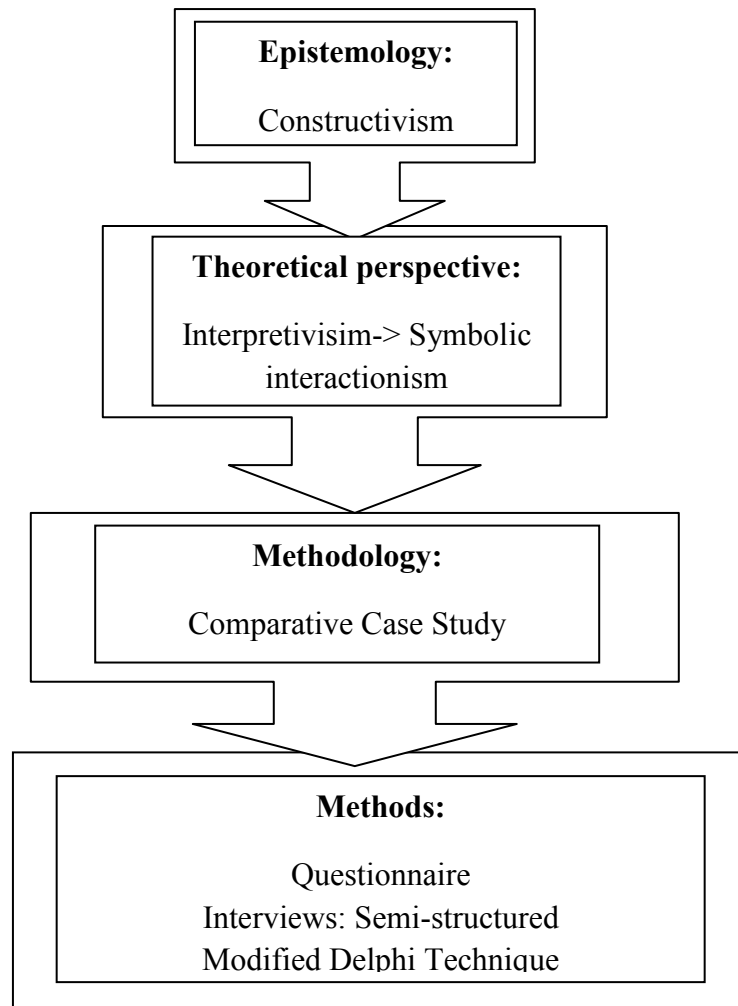 Epistemology:
Constructivism
Theoretical perspective:
Interpretivisim-> Symbolic
interactionism
Methodology:
Comparative Case Study
Methods:
Questionnaire
Interviews: Semi-structured
Modified Delphi Technique